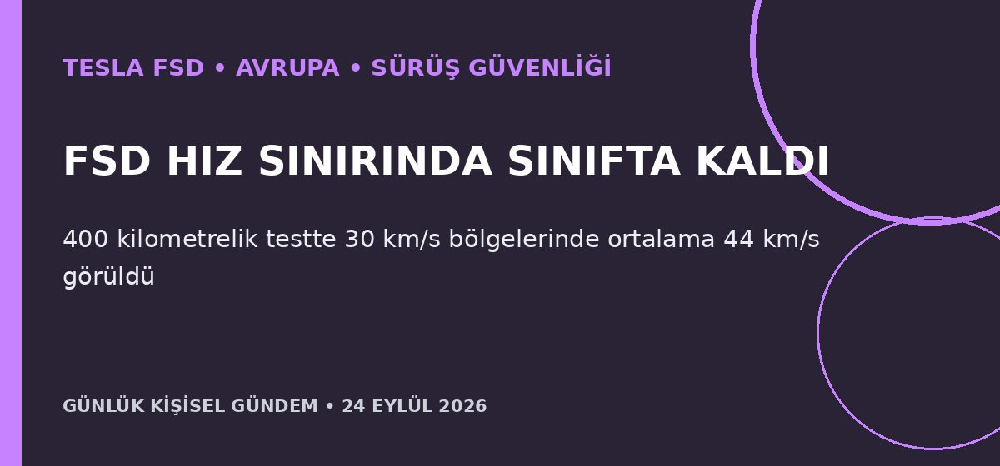 TESLA FSD • AVRUPA • SÜRÜŞ GÜVENLİĞİ
FSD HIZ SINIRINDA SINIFTA KALDI
400 kilometrelik testte 30 km/s bölgelerinde ortalama 44 km/s
görüldü
GÜNLÜK KİŞİSEL GÜNDEM • 24 EYLÜL 2026